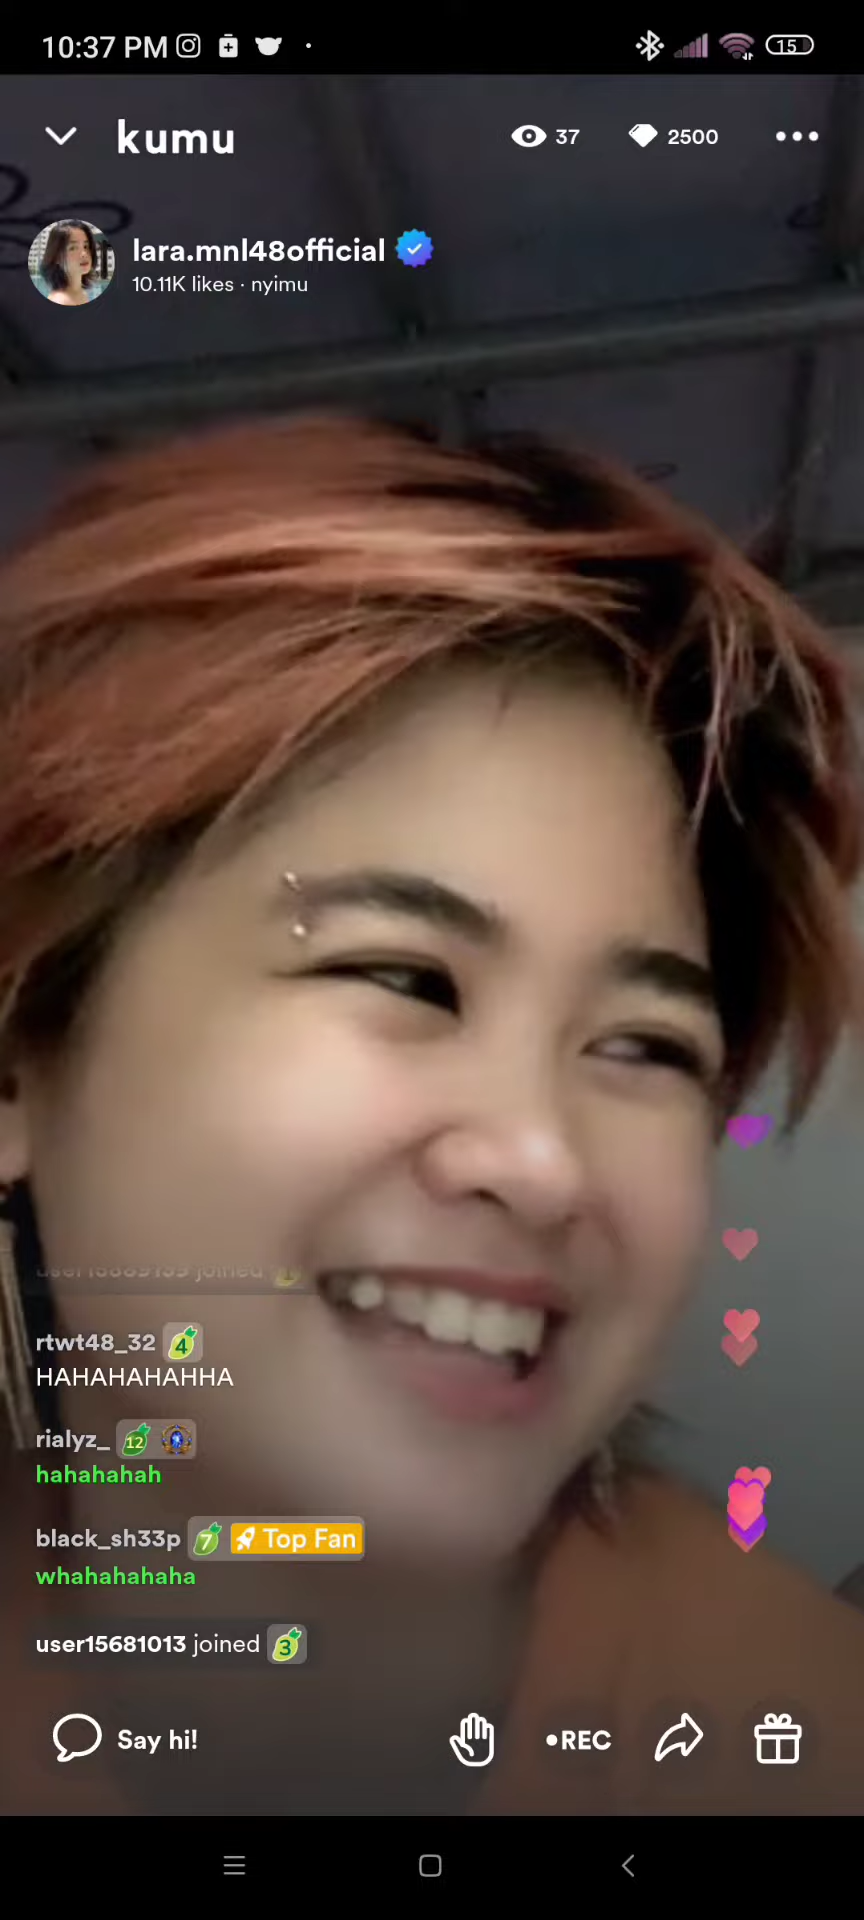 10:37 PM
15
kumu
37
2500
lara.mnl48official
10.11K likes · nyimu
joined
rtwt48_32 4
HAHAHAHAHHA
rialyz_ 12
hahahahah
black_sh33p 7 Top Fan
whahahahaha
user15681013 joined 3
Say hi!
•REC